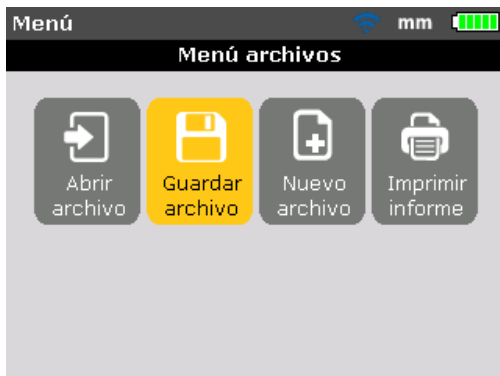 Menú mm
Menú archivos
Abrir archivo
Guardar archivo
Nuevo archivo
Imprimir informe